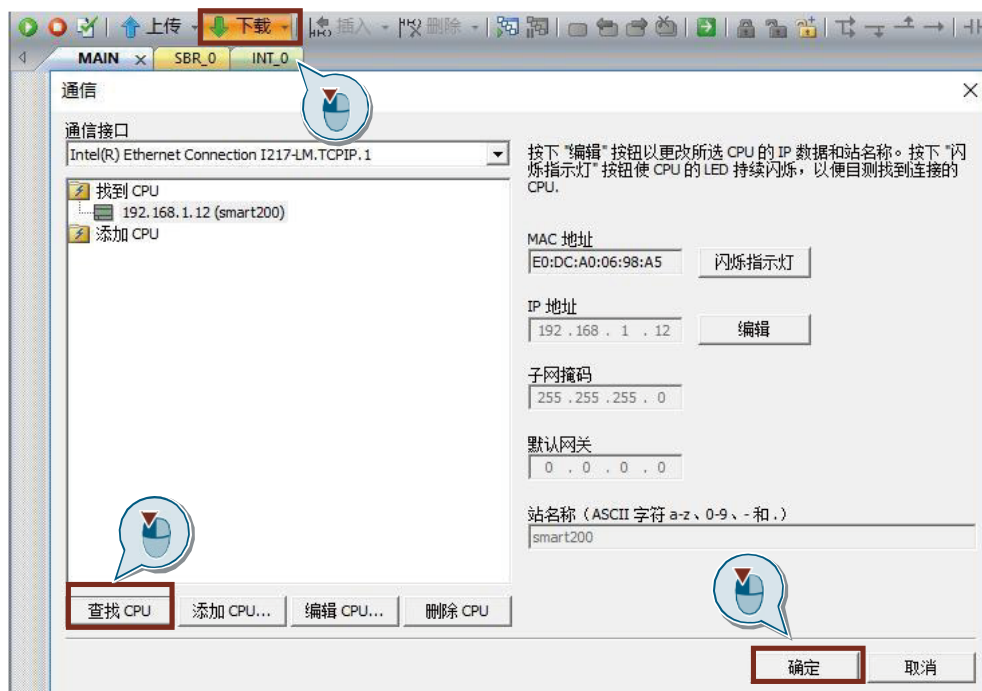 上传 下载 插入 删除
MAIN SBR_0 INT_0
通信
通信接口
Intel(R) Ethernet Connection I217-LM.TCPIP.1
找到 CPU
192.168.1.12 (smart200)
添加 CPU
按下 "编辑" 按钮以更改所选 CPU 的 IP 数据和站名称。按下 "闪
烁指示灯" 按钮使 CPU 的 LED 持续闪烁，以便目测找到连接的
CPU.
MAC 地址
E0:DC:A0:06:98:A5 闪烁指示灯
IP 地址
192 . 168 . 1 . 12 编辑
子网掩码
255 . 255 . 255 . 0
默认网关
0 . 0 . 0 . 0
站名称（ASCII 字符 a-z、0-9、- 和 .）
smart200
查找 CPU 添加 CPU... 编辑 CPU... 删除 CPU
确定 取消